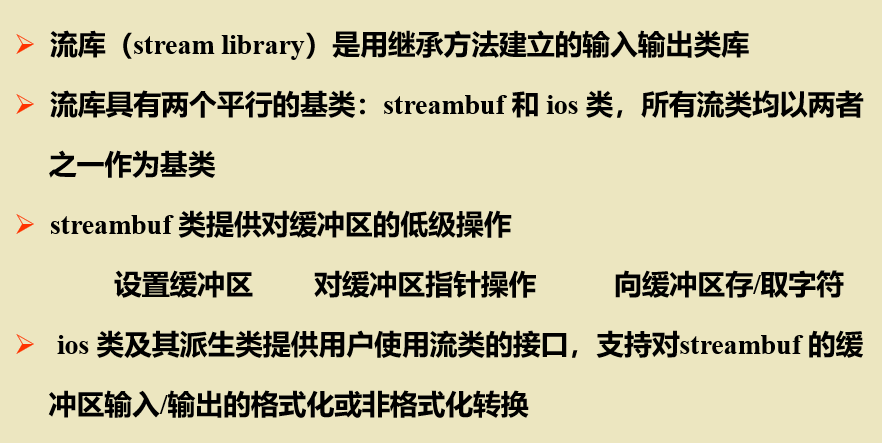 ➢ 流库（stream library）是用继承方法建立的输入输出类库
➢ 流库具有两个平行的基类：streambuf 和 ios 类，所有流类均以两者
之一作为基类
➢ streambuf 类提供对缓冲区的低级操作
设置缓冲区 对缓冲区指针操作 向缓冲区存/取字符
➢ ios 类及其派生类提供用户使用流类的接口，支持对streambuf 的缓
冲区输入/输出的格式化或非格式化转换